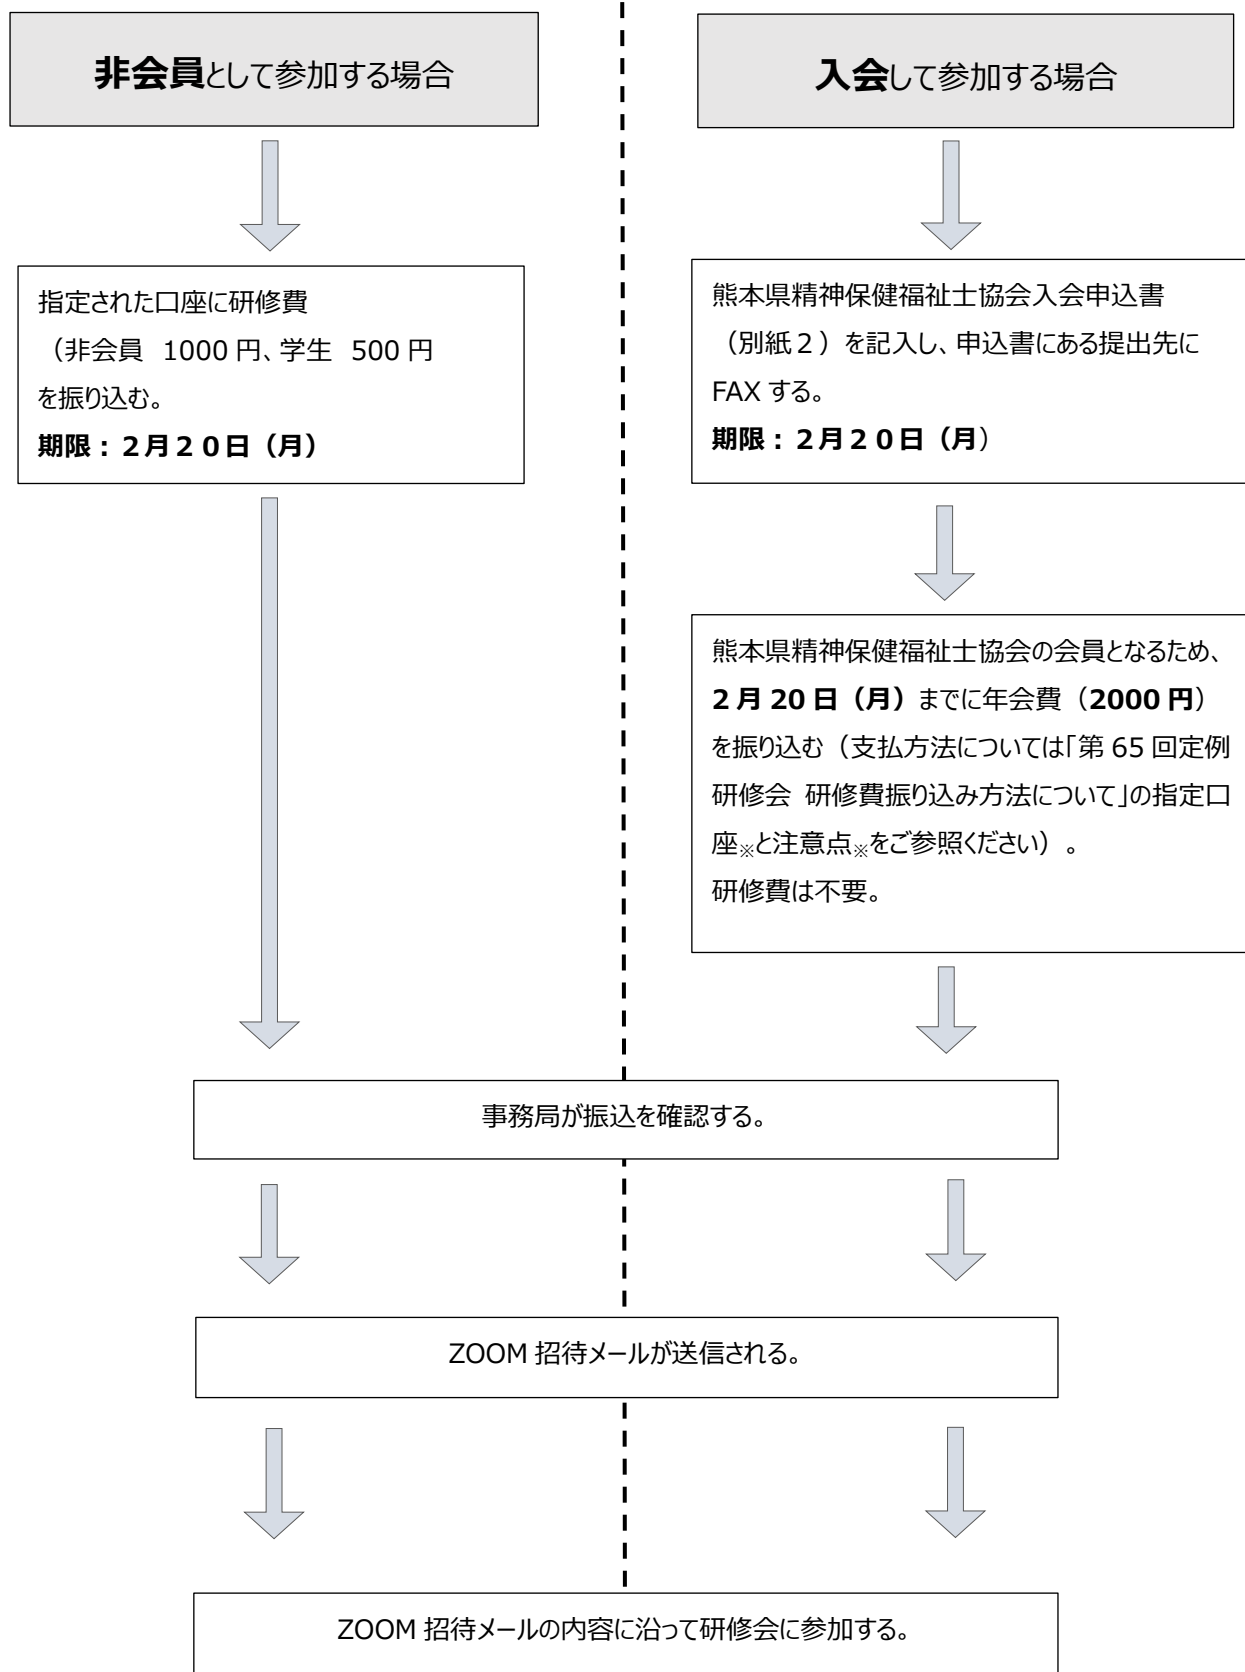 非会員として参加する場合
指定された口座に研修費
（非会員 1000 円、学生 500 円
を振り込む。
期限：２月２０日（月）
入会して参加する場合
熊本県精神保健福祉士協会入会申込書
（別紙２）を記入し、申込書にある提出先に
FAX する。
期限：２月２０日（月）
熊本県精神保健福祉士協会の会員となるため、
2 月 20 日（月）までに年会費（2000 円）
を振り込む（支払方法については「第 65 回定例
研修会 研修費振り込み方法について」の指定口
座※と注意点※をご参照ください）。
研修費は不要。
事務局が振込を確認する。
ZOOM 招待メールが送信される。
ZOOM 招待メールの内容に沿って研修会に参加する。